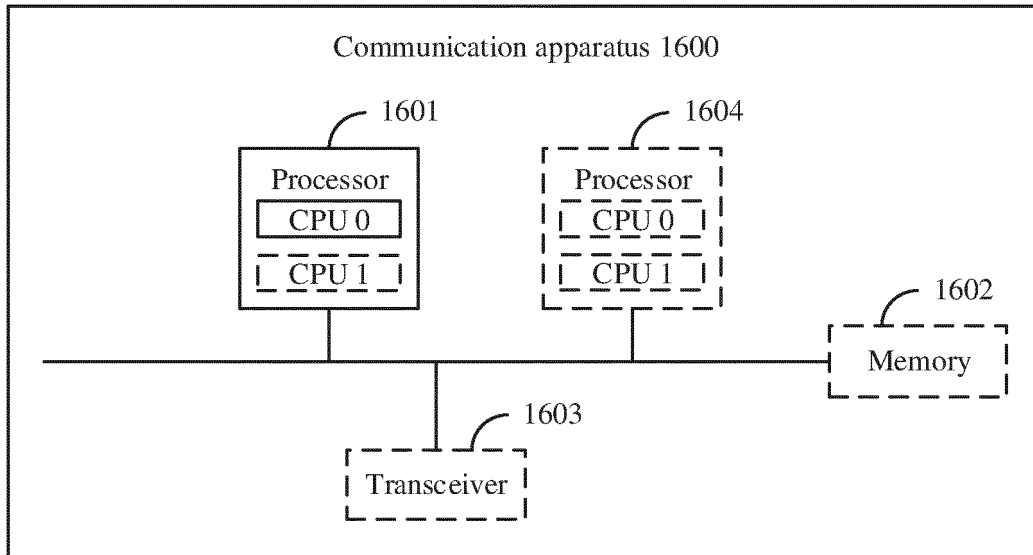 Communication apparatus 1600
1601
1604
Processor
CPU 0
CPU 1
Processor
CPU 0
CPU 1
1602
Memory
1603
Transceiver